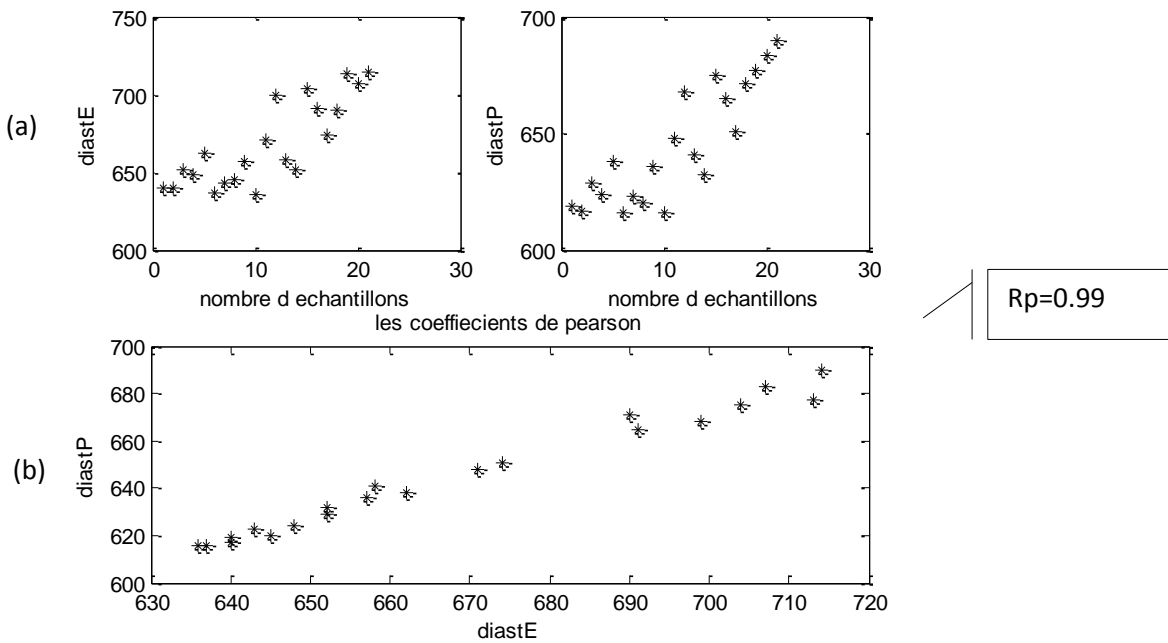 (a)
750
700
650
600
diastE
0 10 20 30
nombre d echantillons
700
650
600
diastP
0 10 20 30
nombre d echantillons
Rp=0.99
les coeffiecients de pearson
(b)
700
680
660
640
620
600
diastP
630 640 650 660 670 680 690 700 710 720
diastE